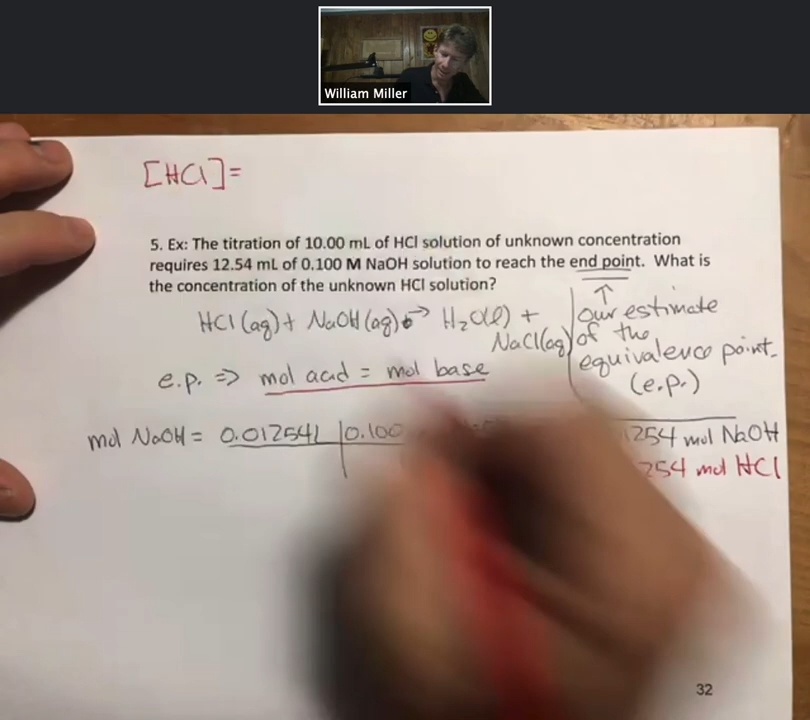 William Miller
[HCl]=
5. Ex: The titration of 10.00 mL of HCl solution of unknown concentration
requires 12.54 mL of 0.100 M NaOH solution to reach the end point. What is
the concentration of the unknown HCl solution?
HCl(aq) + NaOH(aq) → H₂O(l) +
NaCl(aq)
↑
our estimate
of the
equivalence point.
(e.p.)
e.p. ⇒ mol acid = mol base
mol NaOH = 0.01254L | 0.100
1254 mol NaOH
254 mol HCl
32